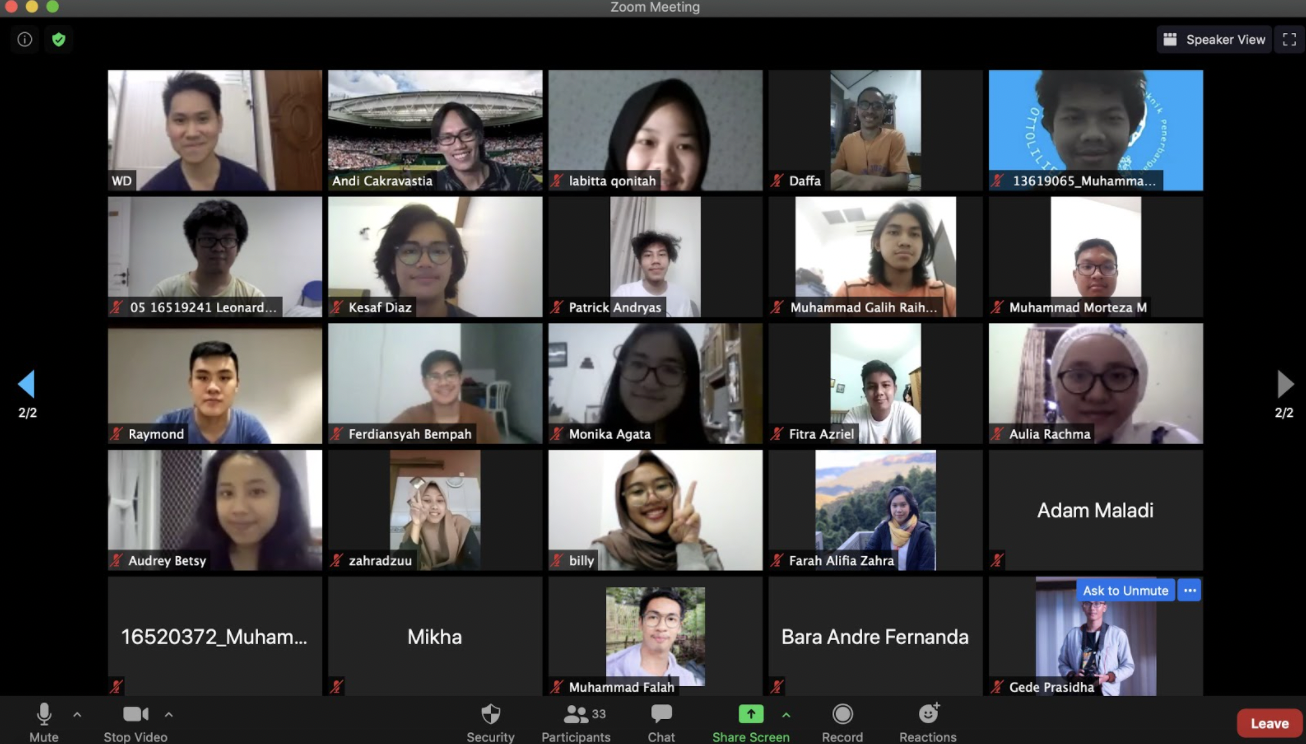 Zoom Meeting
Speaker View
WD
Andi Cakravastia
labitta qonitah
Daffa
13619065_Muhamma...
05 16519241 Leonard...
Kesaf Diaz
Patrick Andryas
Muhammad Galih Raih...
Muhammad Morteza M
2/2
2/2
Raymond
Ferdiansyah Bempah
Monika Agata
Fitra Azriel
Aulia Rachma
Audrey Betsy
zahradzuu
billy
Farah Alifia Zahra
Adam Maladi
Ask to Unmute
16520372_Muham...
Mikha
Muhammad Falah
Bara Andre Fernanda
Gede Prasidha
Mute
Stop Video
Security
Participants
33
Chat
Share Screen
Record
Reactions
Leave